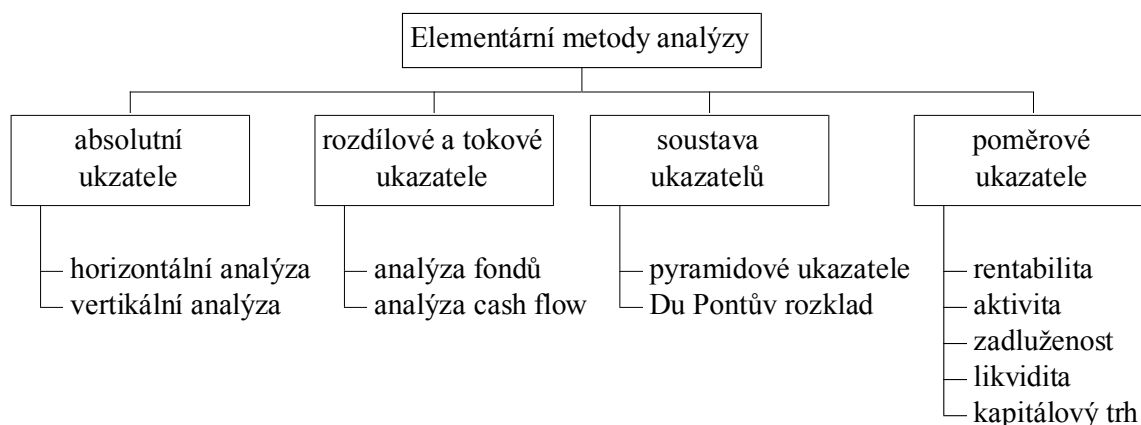 Elementární metody analýzy
absolutní
ukzatele
rozdílové a tokové
ukazatele
soustava
ukazatelů
poměrové
ukazatele
horizontální analýza
vertikální analýza
analýza fondů
analýza cash flow
pyramidové ukazatele
Du Pontův rozklad
rentabilita
aktivita
zadluženost
likvidita
kapitálový trh